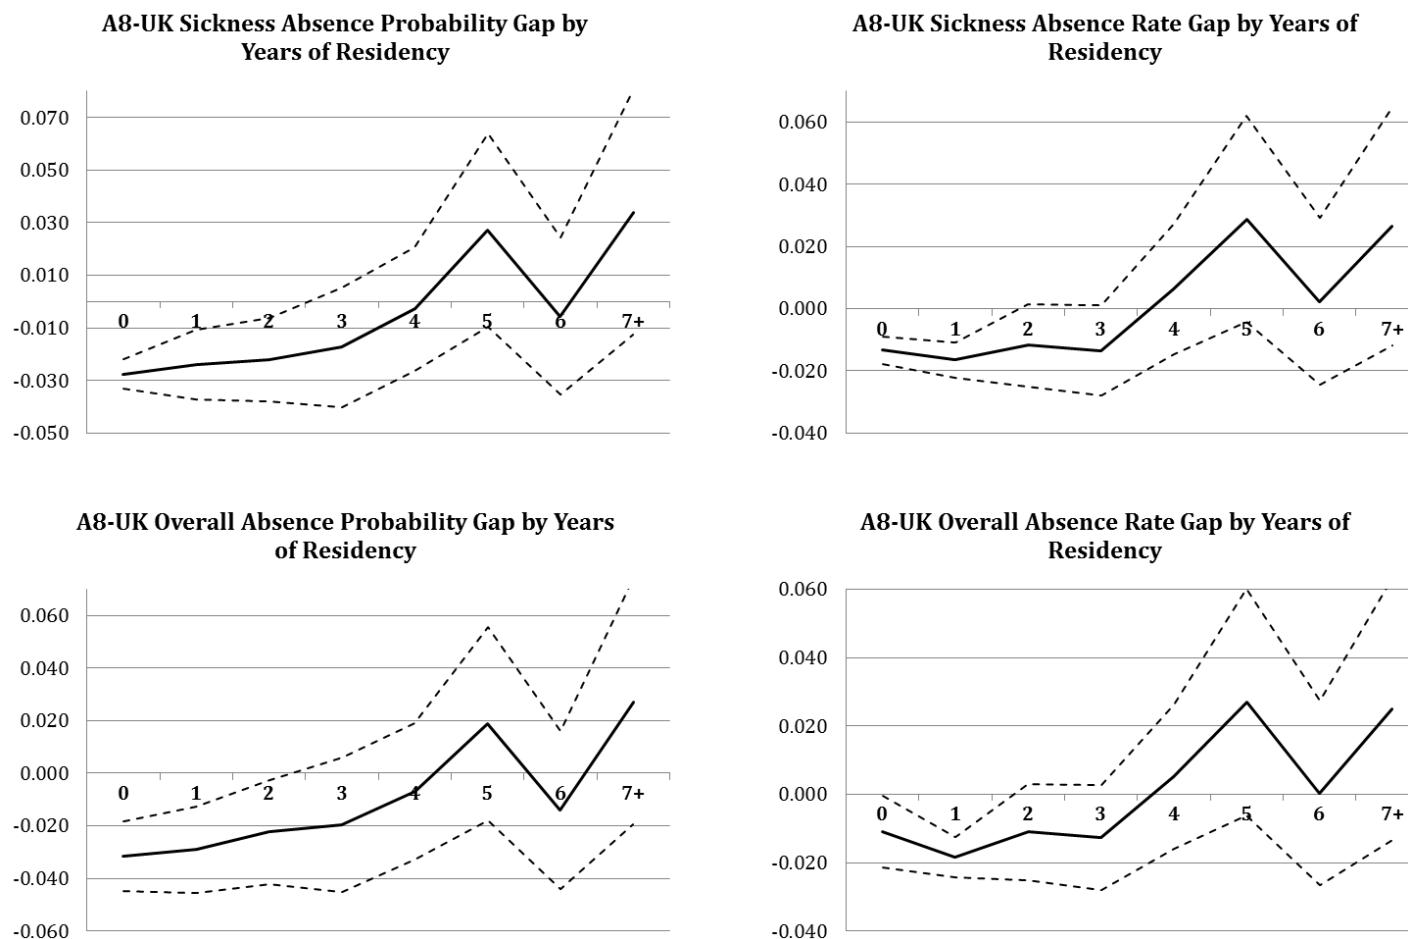 A8-UK Sickness Absence Probability Gap by
Years of Residency
0.070
0.050
0.030
0.010
-0.010
-0.030
-0.050
0 1 2 3 4 5 6 7+
A8-UK Sickness Absence Rate Gap by Years of
Residency
0.060
0.040
0.020
0.000
-0.020
-0.040
0 1 2 3 4 5 6 7+
A8-UK Overall Absence Probability Gap by Years
of Residency
0.060
0.040
0.020
0.000
-0.020
-0.040
-0.060
0 1 2 3 4 5 6 7+
A8-UK Overall Absence Rate Gap by Years of
Residency
0.060
0.040
0.020
0.000
-0.020
-0.040
0 1 2 3 4 5 6 7+